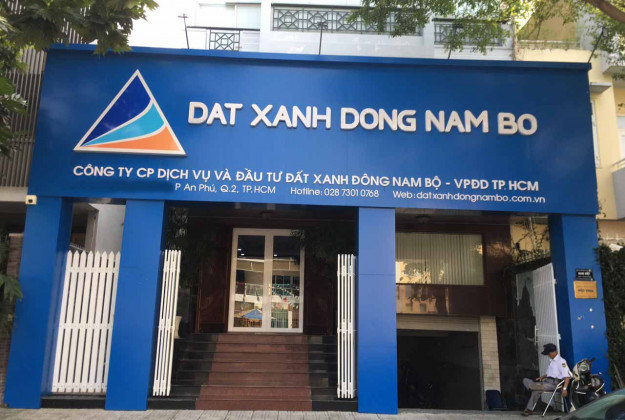 DAT XANH DONG NAM BO
CÔNG TY CP DỊCH VỤ VÀ ĐẦU TƯ ĐẤT XANH ĐÔNG NAM BỘ - VPĐD TP.HCM
P An Phú, Q.2, TP.HCM Hotline: 028 7301 0768 Web: datxanhdongnambo.com.vn